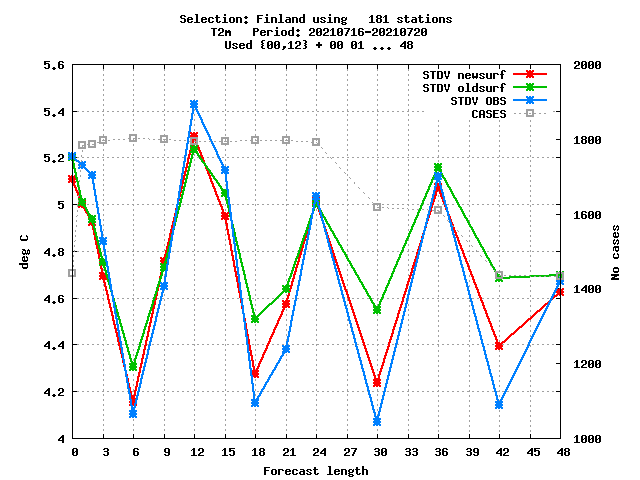 Selection: Finland using   181 stations
T2m   Period: 20210716-20210720
Used {00,12} + 00 01 ... 48
STDV newsurf
STDV oldsurf
STDV OBS
CASES
5.6
5.4
5.2
5
4.8
4.6
4.4
4.2
4
deg C
2000
1800
1600
1400
1200
1000
No cases
0 3 6 9 12 15 18 21 24 27 30 33 36 39 42 45 48
Forecast length